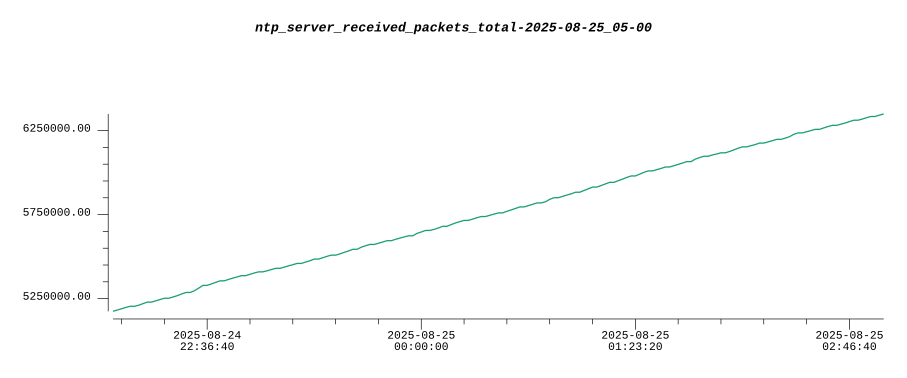 ntp_server_received_packets_total-2025-08-25_05-00
6250000.00
5750000.00
5250000.00
2025-08-24 2025-08-25 2025-08-25 2025-08-25
22:36:40 00:00:00 01:23:20 02:46:40